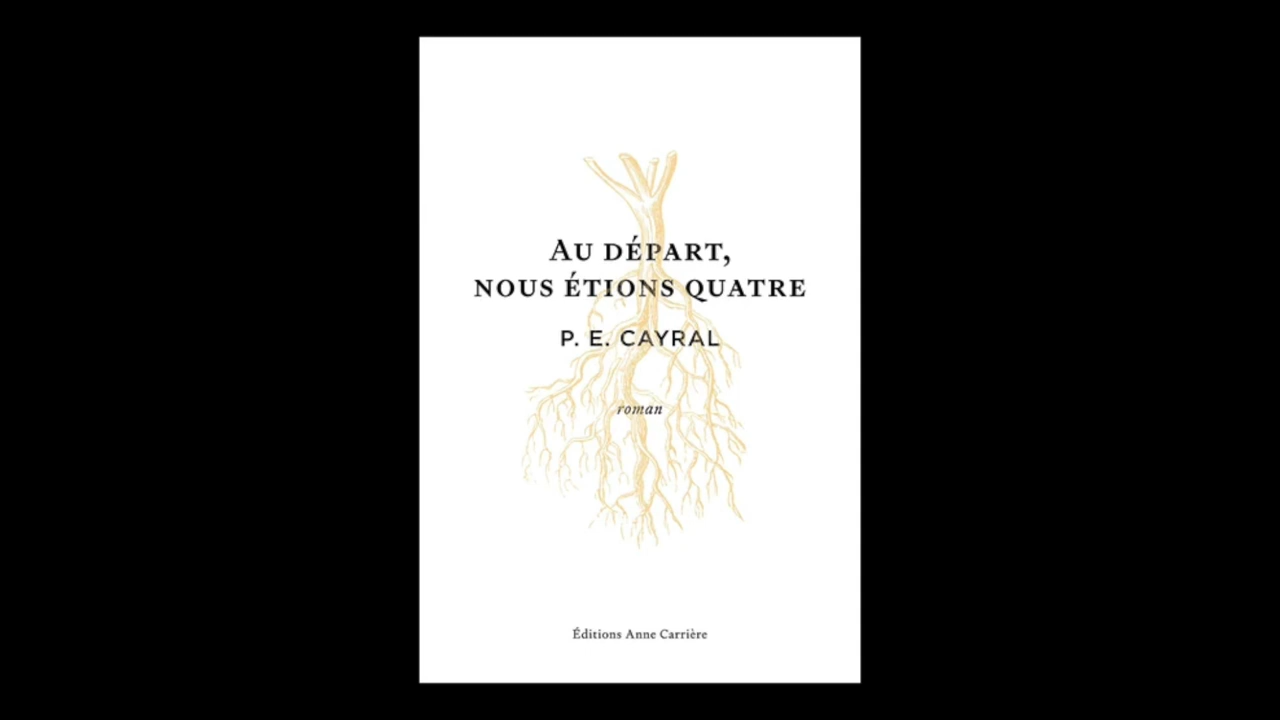 Au départ,
nous étions quatre
P. E. CAYRAL
roman
Éditions Anne Carrière